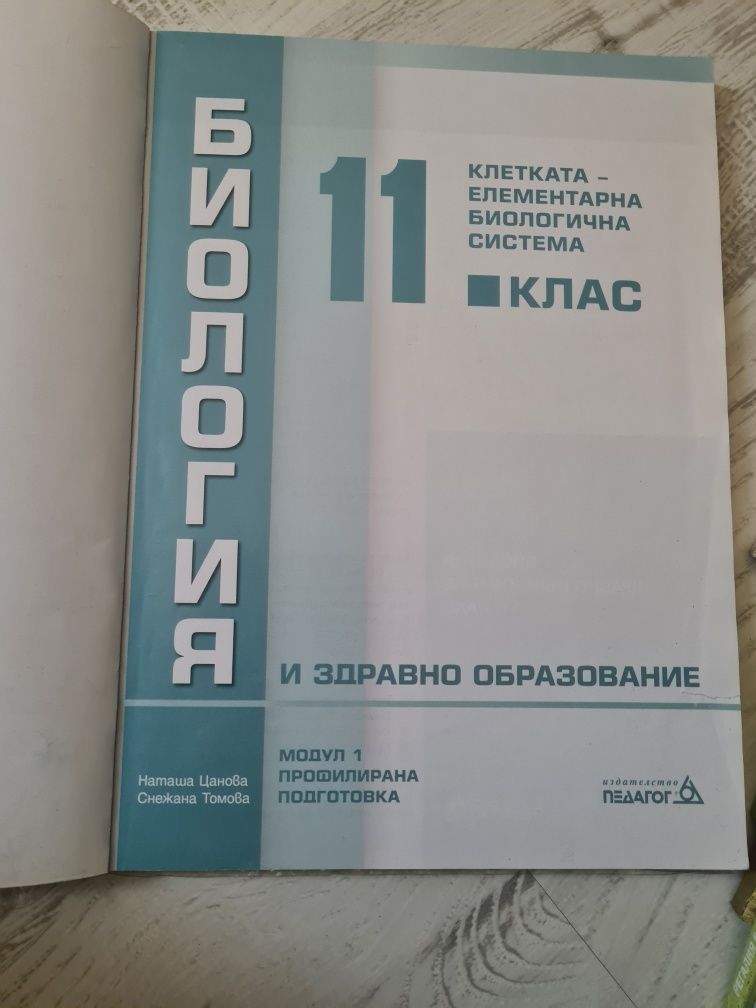 БИОЛОГИЯ
11
КЛЕТКАТА –
ЕЛЕМЕНТАРНА
БИОЛОГИЧНА
СИСТЕМА
КЛАС
И ЗДРАВНО ОБРАЗОВАНИЕ
Наташа Цанова
Снежана Томова
МОДУЛ 1
ПРОФИЛИРАНА
ПОДГОТОВКА
издателство
ПЕДАГОГ 6